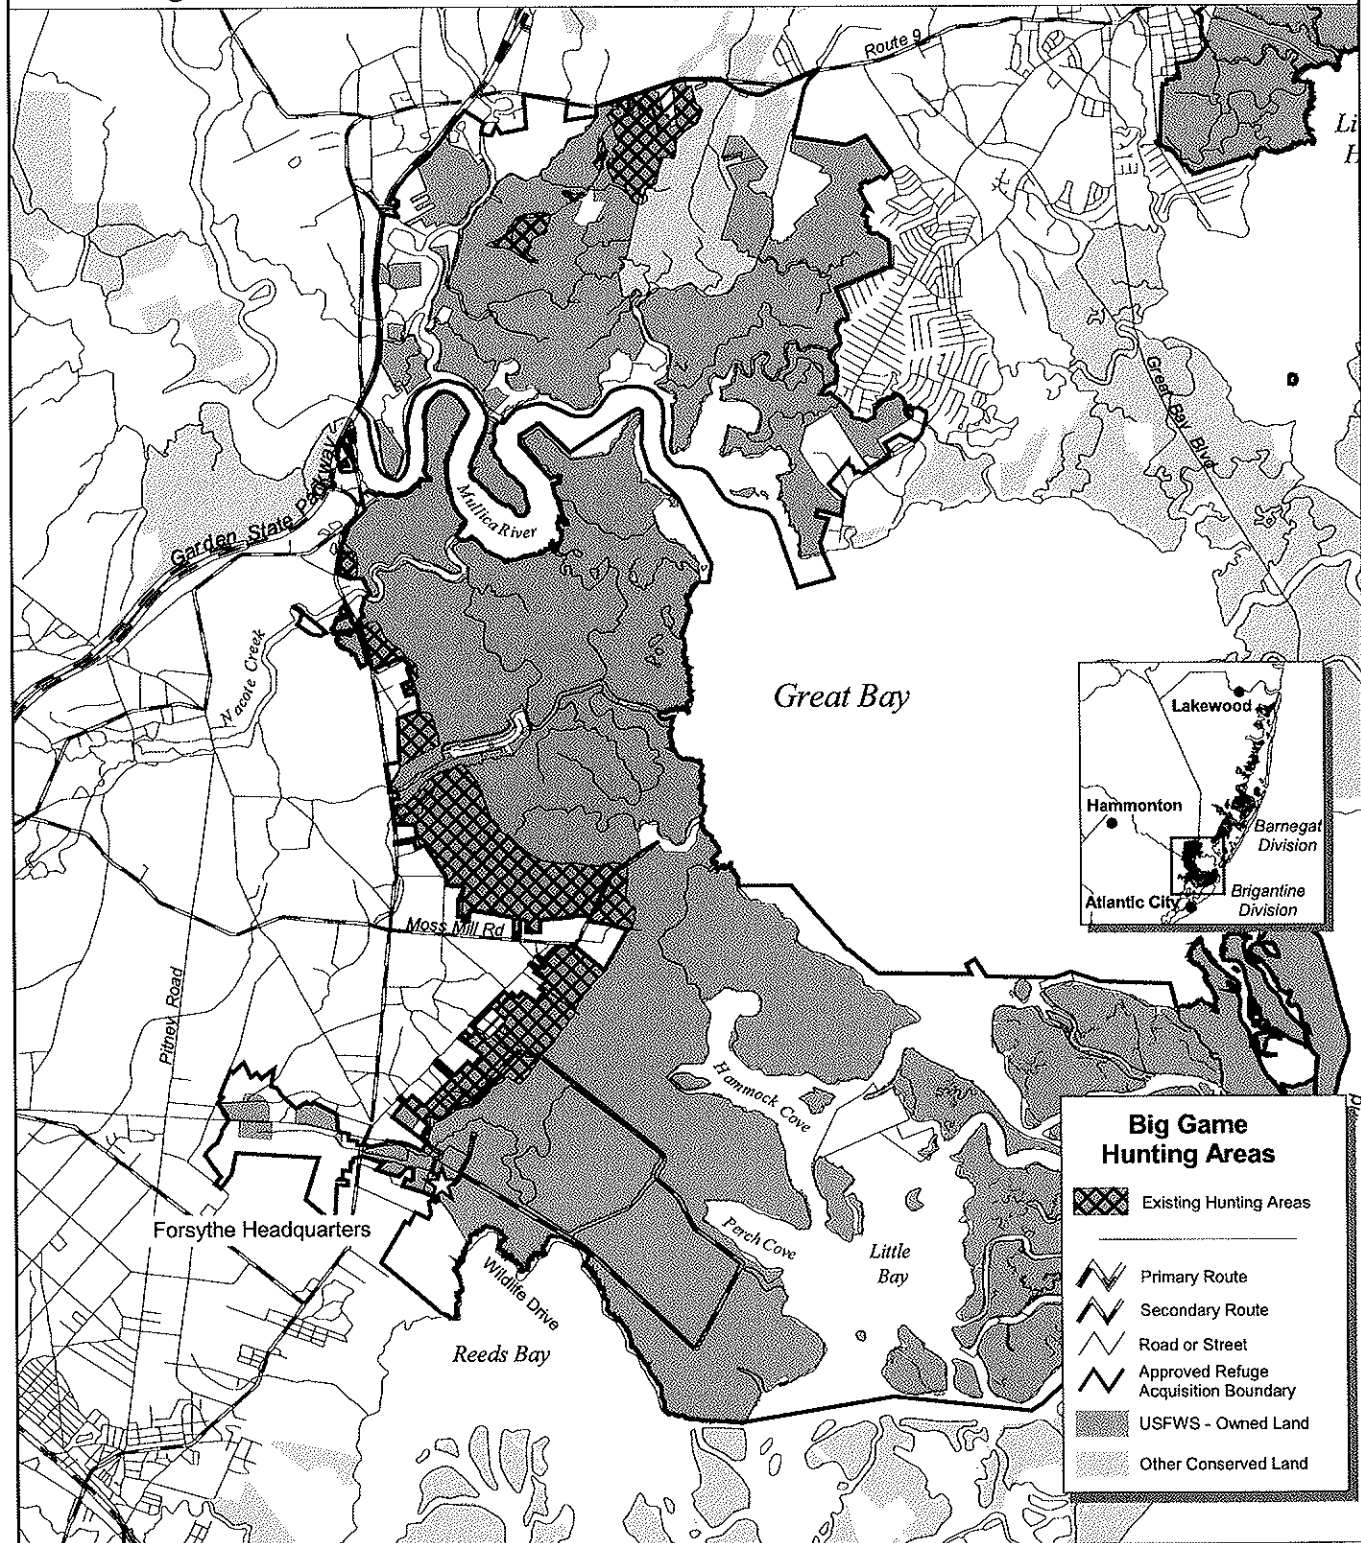 Route 9
Great Bay Blvd
Garden State Parkway
Mullica River
Nacote Creek
Great Bay
Lakewood
Hammonton
Barnegat
Division
Atlantic City
Brigantine
Division
Moss Mill Rd
Pitney Road
Hammock Cove
Forsythe Headquarters
Perch Cove
Little
Bay
Wildlife Drive
Reeds Bay
Big Game
Hunting Areas
Existing Hunting Areas
Primary Route
Secondary Route
Road or Street
Approved Refuge
Acquisition Boundary
USFWS - Owned Land
Other Conserved Land